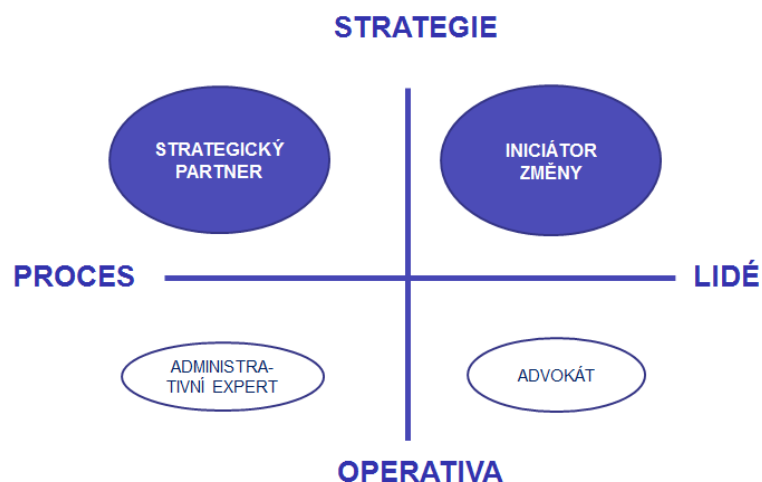 STRATEGIE
STRATEGICKÝ
PARTNER
INICIÁTOR
ZMĚNY
PROCES
LIDÉ
ADMINISTRA-
TIVNÍ EXPERT
ADVOKÁT
OPERATIVA